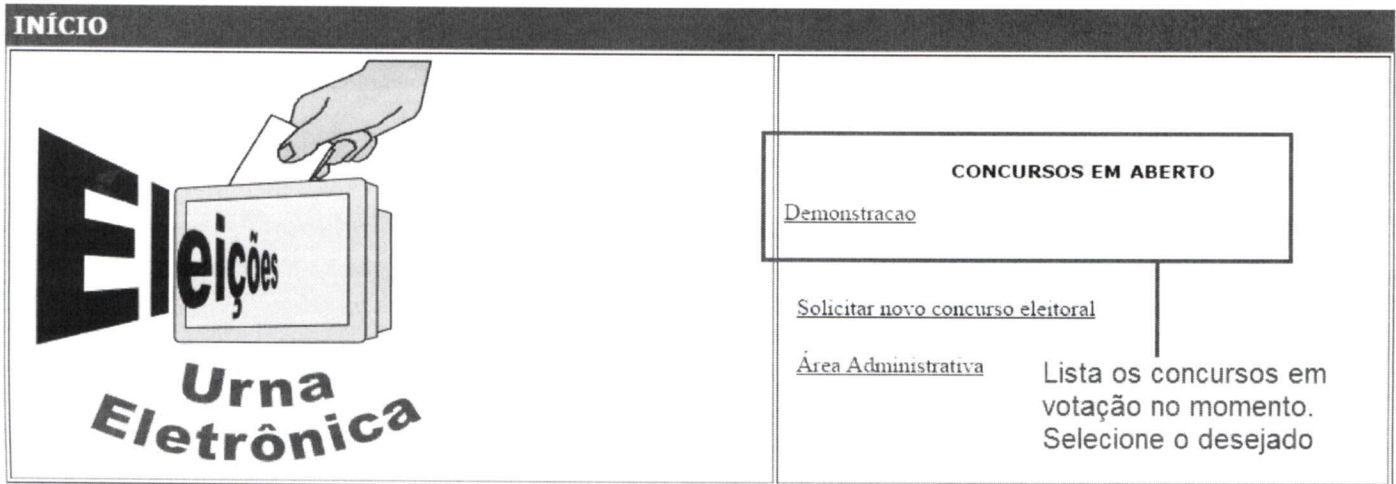 INÍCIO
Eleições
Urna
Eletrônica
CONCURSOS EM ABERTO
Demonstracao
Solicitar novo concurso eleitoral
Área Administrativa
Lista os concursos em
votação no momento.
Selecione o desejado